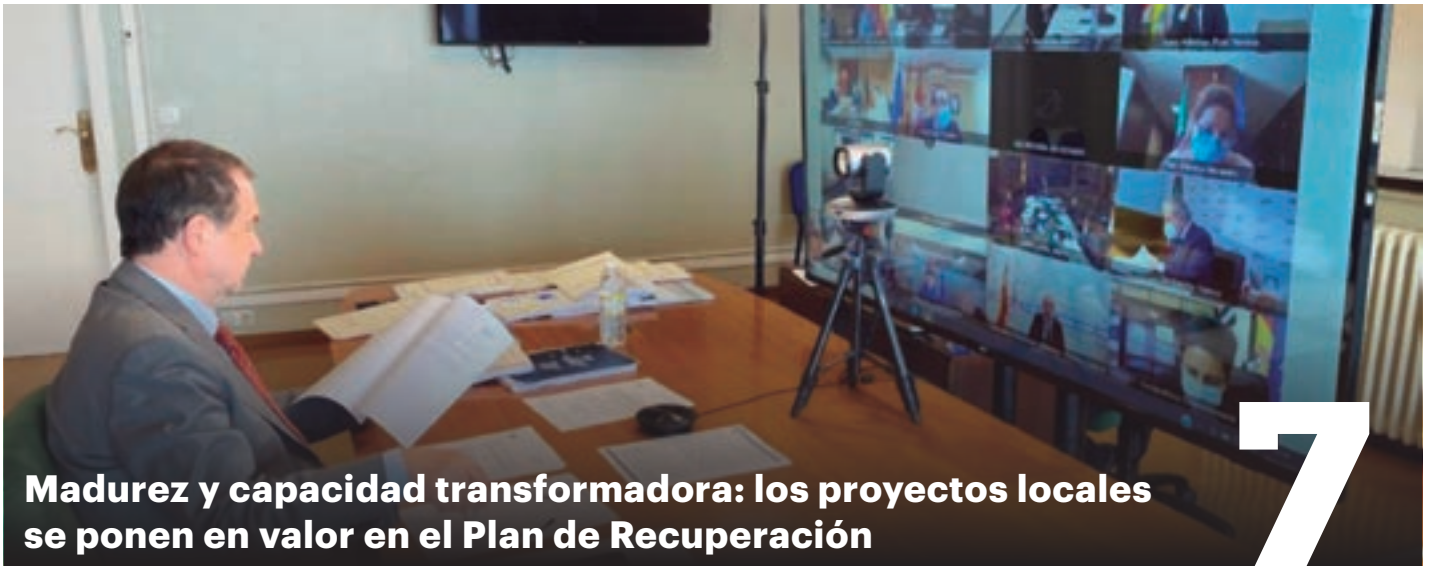 Madurez y capacidad transformadora: los proyectos locales
se ponen en valor en el Plan de Recuperación
7